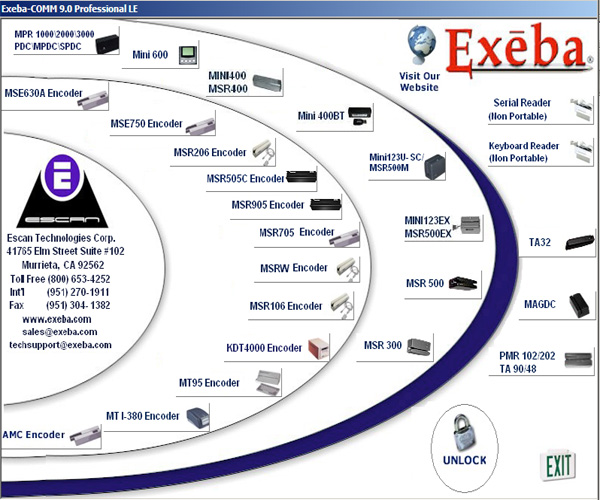 Exeba-COMM 9.0 Professional LE
MPR 1000\2000\3000
PDC\MPDC\SPDC
Mini 600
MINI400
MSR400
Visit Our
Website
Exēba®
MSE630A Encoder
MSE750 Encoder
Mini 400BT
Serial Reader
(Non Portable)
MSR206 Encoder
Mini123U-SC/
MSR500M
Keyboard Reader
(Non Portable)
E
ESCAN
MSR505C Encoder
MSR905 Encoder
MINI123EX
MSR500EX
Escan Technologies Corp.
41765 Elm Street Suite #102
Murrieta, CA 92562
Toll Free (800) 653-4252
Int'l (951) 270-1911
Fax (951) 304-1382
www.exeba.com
sales@exeba.com
techsupport@exeba.com
MSR705 Encoder
TA32
MSRW Encoder
MSR 500
MSR106 Encoder
MAGDC
KDT4000 Encoder
MSR 300
PMR 102/202
TA 90/48
MT95 Encoder
MT I-380 Encoder
AMC Encoder
UNLOCK
EXIT